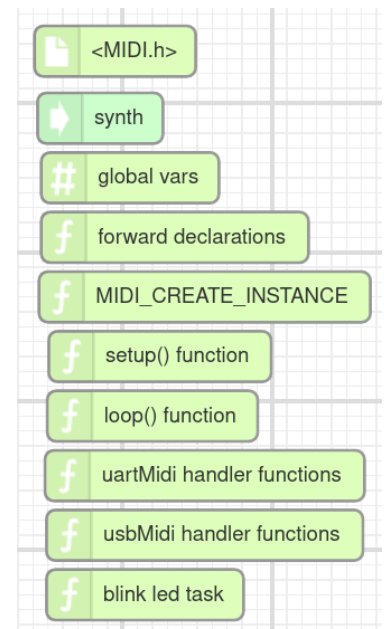 <MIDI.h>
synth
# global vars
f forward declarations
f MIDI_CREATE_INSTANCE
f setup() function
f loop() function
f uartMidi handler functions
f usbMidi handler functions
f blink led task